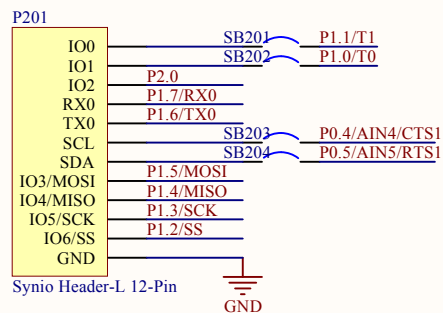 P201
IO0 SB201 P1.1/T1
IO1 SB202 P1.0/T0
IO2 P2.0
RX0 P1.7/RX0
TX0 P1.6/TX0
SCL SB203 P0.4/AIN4/CTS1
SDA SB204 P0.5/AIN5/RTS1
IO3/MOSI P1.5/MOSI
IO4/MISO P1.4/MISO
IO5/SCK P1.3/SCK
IO6/SS P1.2/SS
GND
Synio Header-L 12-Pin
GND